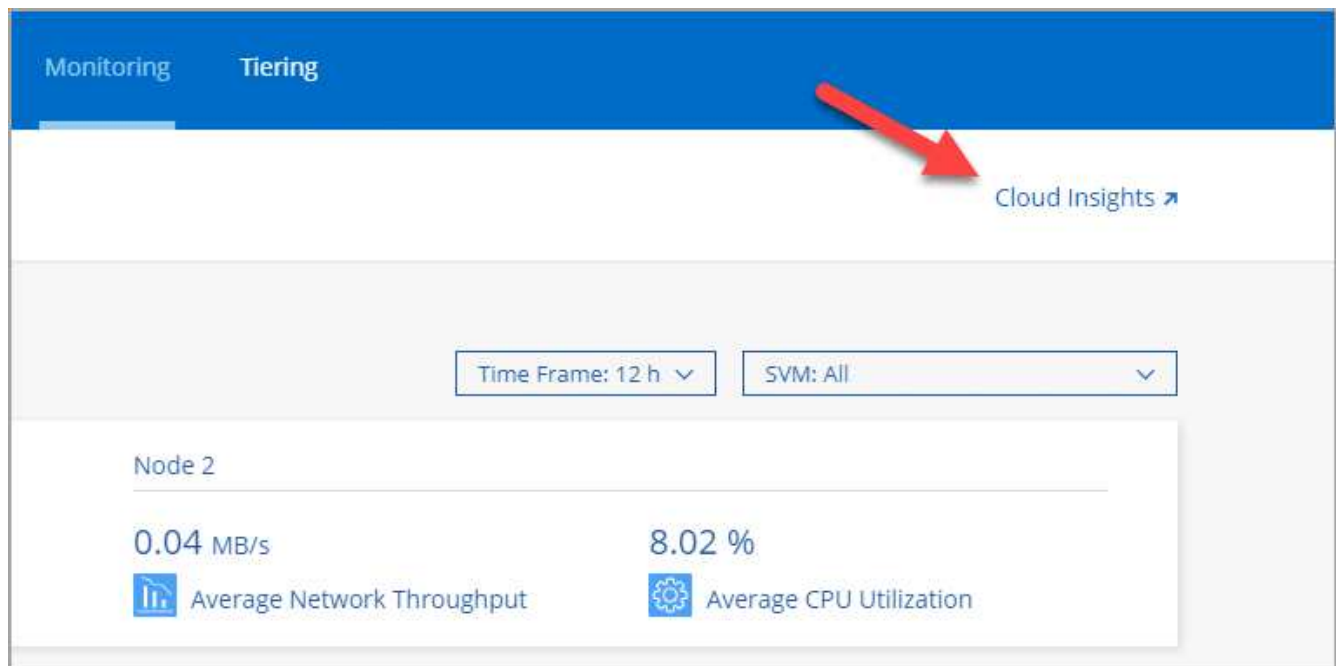 Monitoring Tiering
Cloud Insights
Time Frame: 12 h SVM: All
Node 2
0.04 MB/s 8.02 %
Average Network Throughput Average CPU Utilization